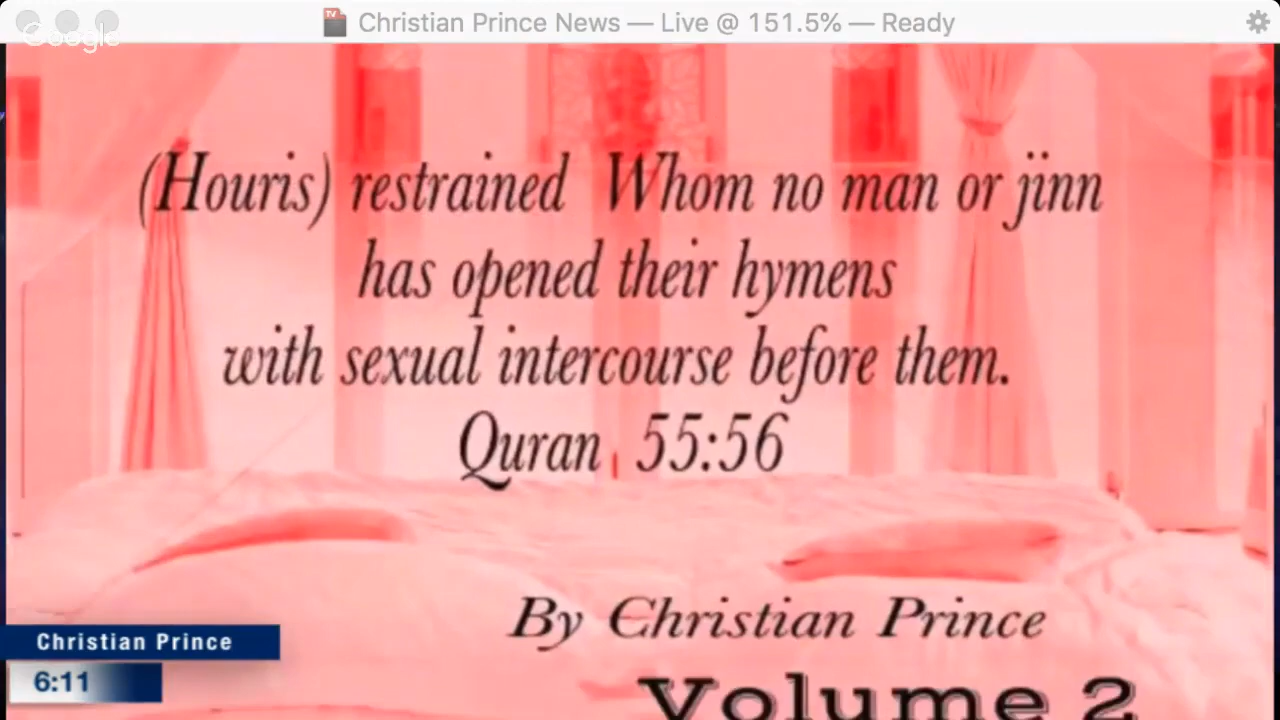 Christian Prince News — Live @ 151.5% — Ready
Google
(Houris) restrained Whom no man or jinn
has opened their hymens
with sexual intercourse before them.
Quran 55:56
By Christian Prince
Volume 2
Christian Prince
6:11